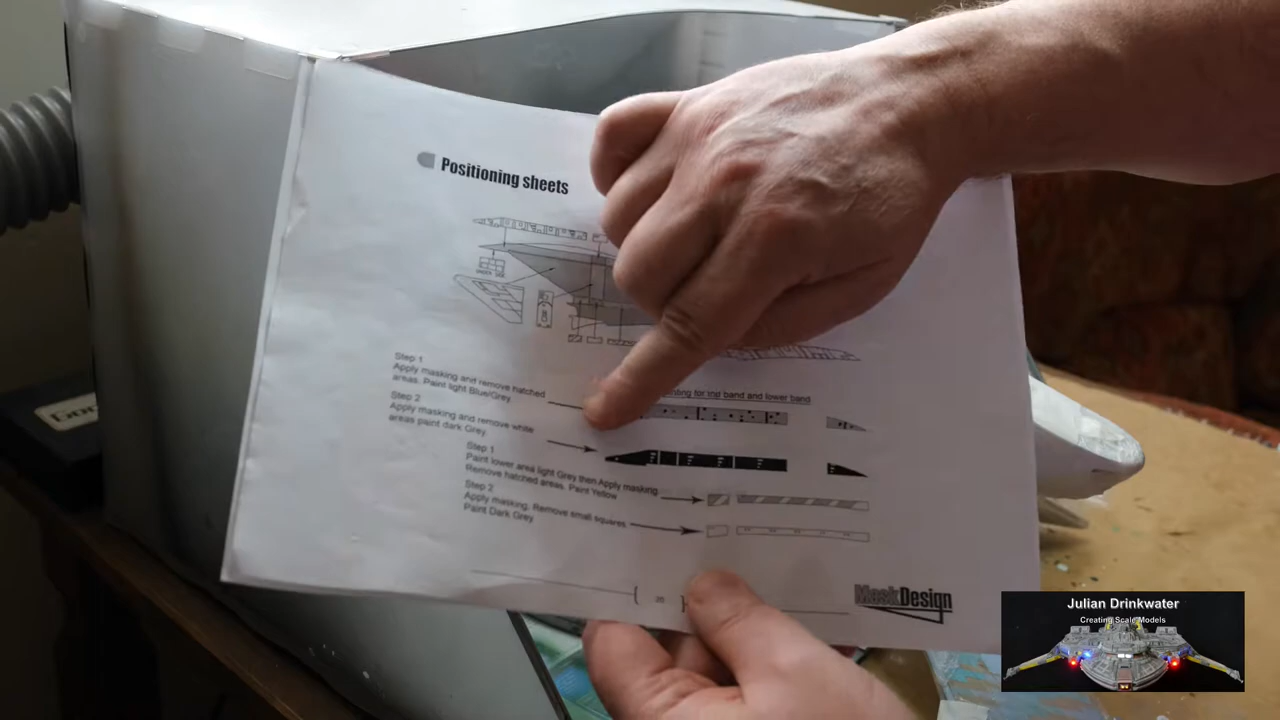 Positioning sheets
UNDER SIDE
Step 1
Apply masking and remove hatched
areas. Paint light Blue/Grey.
Step 2
Apply masking and remove white
areas paint dark Grey.
for mid band and lower band
Step 1
Paint lower area light Grey then Apply masking
Remove hatched areas. Paint Yellow
Step 2
Apply masking. Remove small squares
Paint Dark Grey
MaskDesign
Julian Drinkwater
Creating Scale Models